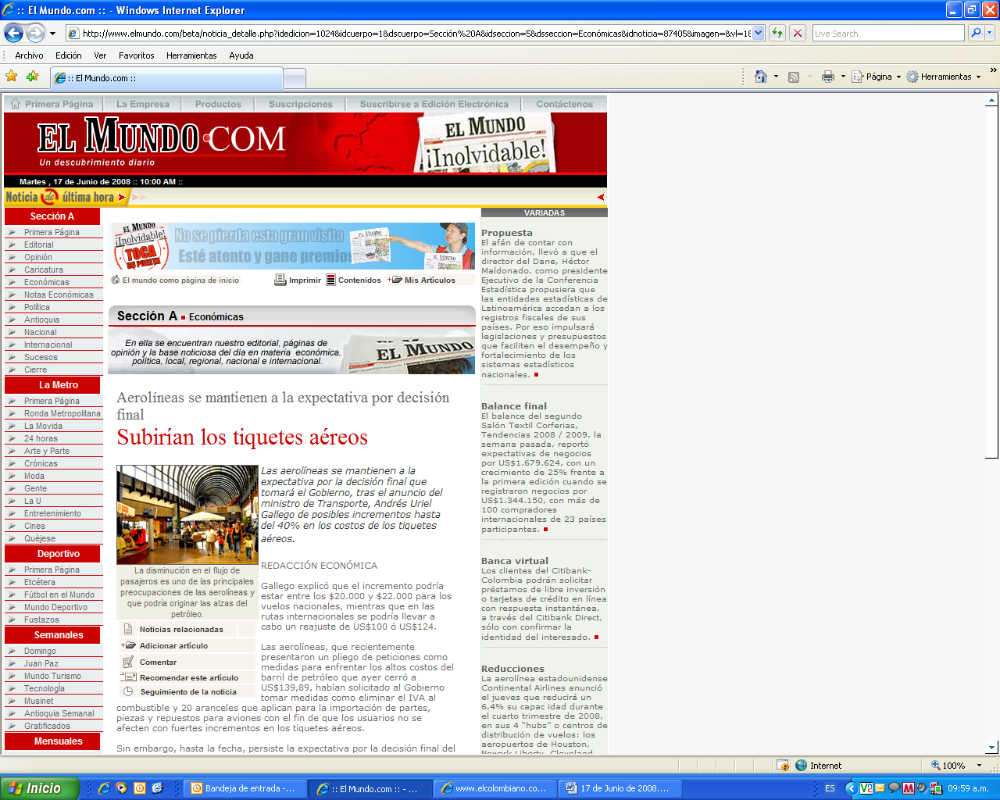 :: El Mundo.com :: - Windows Internet Explorer
http://www.elmundo.com/beta/noticia_detalle.php?idedicion=1024&idcuerpo=1&dscuerpo=Sección%20A&idseccion=5&dsseccion=Económicas&idnoticia=87405&imagen=&vl=18
Live Search
Archivo Edición Ver Favoritos Herramientas Ayuda
:: El Mundo.com ::
Página Herramientas
Primera Página La Empresa Productos Suscripciones Suscribirse a Edición Electrónica Contáctenos
EL MUNDO.COM
Un descubrimiento diario
EL MUNDO
¡Inolvidable!
Martes , 17 de Junio de 2008 :: 10:00 AM ::
Noticia de última hora
Sección A
Primera Página
Editorial
Opinión
Caricatura
Económicas
Notas Económicas
Política
Antioquia
Nacional
Internacional
Sucesos
Cierre
La Metro
Primera Página
Ronda Metropolitana
La Movida
24 horas
Arte y Parte
Crónicas
Moda
Gente
La U
Entretenimiento
Cines
Quéjese
Deportivo
Primera Página
Etcétera
Fútbol en el Mundo
Mundo Deportivo
Fustazos
Semanales
Domingo
Juan Paz
Mundo Turismo
Tecnología
Musinet
Antioquia Semanal
Gratificados
Mensuales
EL MUNDO
¡Inolvidable!
TOCA
SU PUERTA
No se pierda esta gran visita
Esté atento y gane premios
El mundo como página de inicio Imprimir Contenidos Mis Artículos
Sección A Económicas
En ella se encuentran nuestro editorial, páginas de
opinión y la base noticiosa del día en materia económica,
política, local, regional, nacional e internacional.
EL MUNDO
Aerolíneas se mantienen a la expectativa por decisión
final
Subirían los tiquetes aéreos
Las aerolíneas se mantienen a la
expectativa por la decisión final que
tomará el Gobierno, tras el anuncio del
ministro de Transporte, Andrés Uriel
Gallego de posibles incrementos hasta
del 40% en los costos de los tiquetes
aéreos.
La disminución en el flujo de
pasajeros es uno de las principales
preocupaciones de las aerolíneas y
que podría originar las alzas del
petróleo.
Noticias relacionadas
Adicionar artículo
Comentar
Recomendar este artículo
Seguimiento de la noticia
REDACCIÓN ECONÓMICA
Gallego explicó que el incremento podría
estar entre los $20.000 y $22.000 para los
vuelos nacionales, mientras que en las
rutas internacionales se podría llevar a
cabo un reajuste de US$100 ó US$124.
Las aerolíneas, que recientemente
presentaron un pliego de peticiones como
medidas para enfrentar los altos costos del
barril de petróleo que ayer cerró a
US$139,89, habían solicitado al Gobierno
tomar medidas como eliminar el IVA al
combustible y 20 aranceles que aplican para la importación de partes,
piezas y repuestos para aviones con el fin de que los usuarios no se
afecten con fuertes incrementos en los tiquetes aéreos.
Sin embargo, hasta la fecha, persiste la expectativa por la decisión final del
VARIADAS
Propuesta
El afán de contar con
información, llevó a que el
director del Dane, Héctor
Maldonado, como presidente
Ejecutivo de la Conferencia
Estadística propusiera que
las entidades estadísticas de
Latinoamérica accedan a los
registros fiscales de sus
países. Por eso impulsará
legislaciones y presupuestos
que faciliten el desempeño y
fortalecimiento de los
sistemas estadísticos
nacionales.
Balance final
El balance del segundo
Salón Textil Corferias,
Tendencias 2008 / 2009, la
semana pasada, reportó
expectativas de negocios
por US$1.679.624, con un
crecimiento de 25% frente a
la primera edición cuando se
registraron negocios por
US$1.344.150, con más de
100 compradores
internacionales de 23 países
participantes.
Banca virtual
Los clientes del Citibank-
Colombia podrán solicitar
préstamos de libre inversión
o tarjetas de crédito en línea
con respuesta instantánea,
a través del Citibank Direct,
sólo con confirmar la
identidad del interesado.
Reducciones
La aerolínea estadounidense
Continental Airlines anunció
el jueves que reducirá un
6,4% su capac idad durante
el cuarto trimestre de 2008,
en sus 4 “hubs” o centros de
distribución de vuelos: los
aeropuertos de Houston,
Newark Liberty, Cleveland
Internet 100%
Inicio Bandeja de entrada -... :: El Mundo.com :: - ... www.elcolombiano.co... 17 de Junio de 2008.... ES 09:59 a.m.